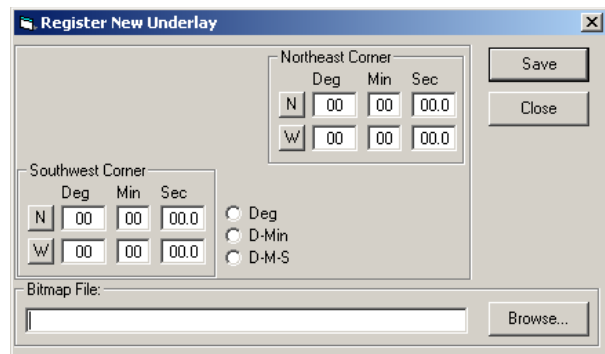 Register New Underlay
Northeast Corner
Deg Min Sec
N 00 00 00.0
W 00 00 00.0
Save
Close
Southwest Corner
Deg Min Sec
N 00 00 00.0
W 00 00 00.0
Deg
D-Min
D-M-S
Bitmap File:
Browse...